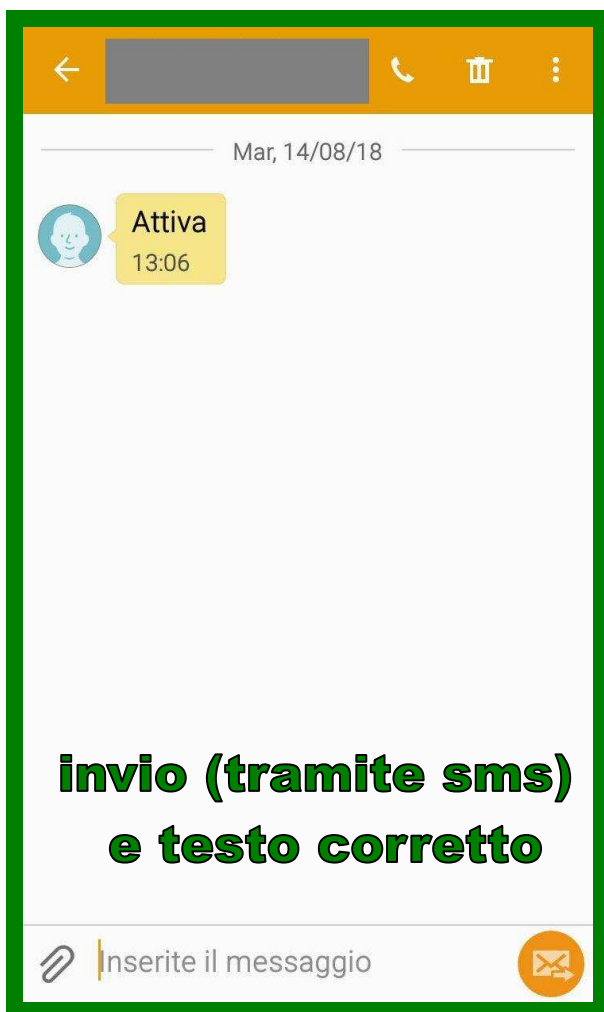 Mar, 14/08/18
Attiva
13:06
invio (tramite sms)
e testo corretto
Inserite il messaggio